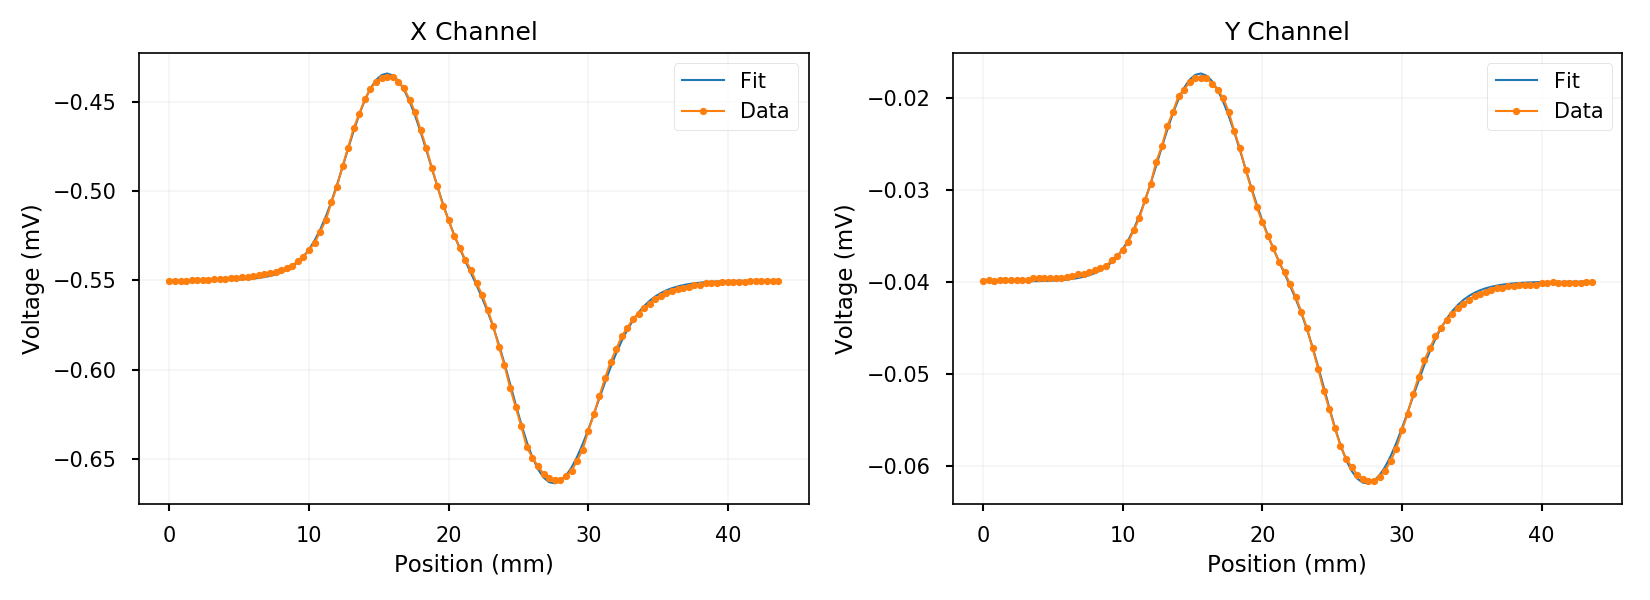 X Channel
Voltage (mV)
−0.45
−0.50
−0.55
−0.60
−0.65
Fit
Data
0
10
20
30
40
Position (mm)
Y Channel
Voltage (mV)
−0.02
−0.03
−0.04
−0.05
−0.06
Fit
Data
0
10
20
30
40
Position (mm)